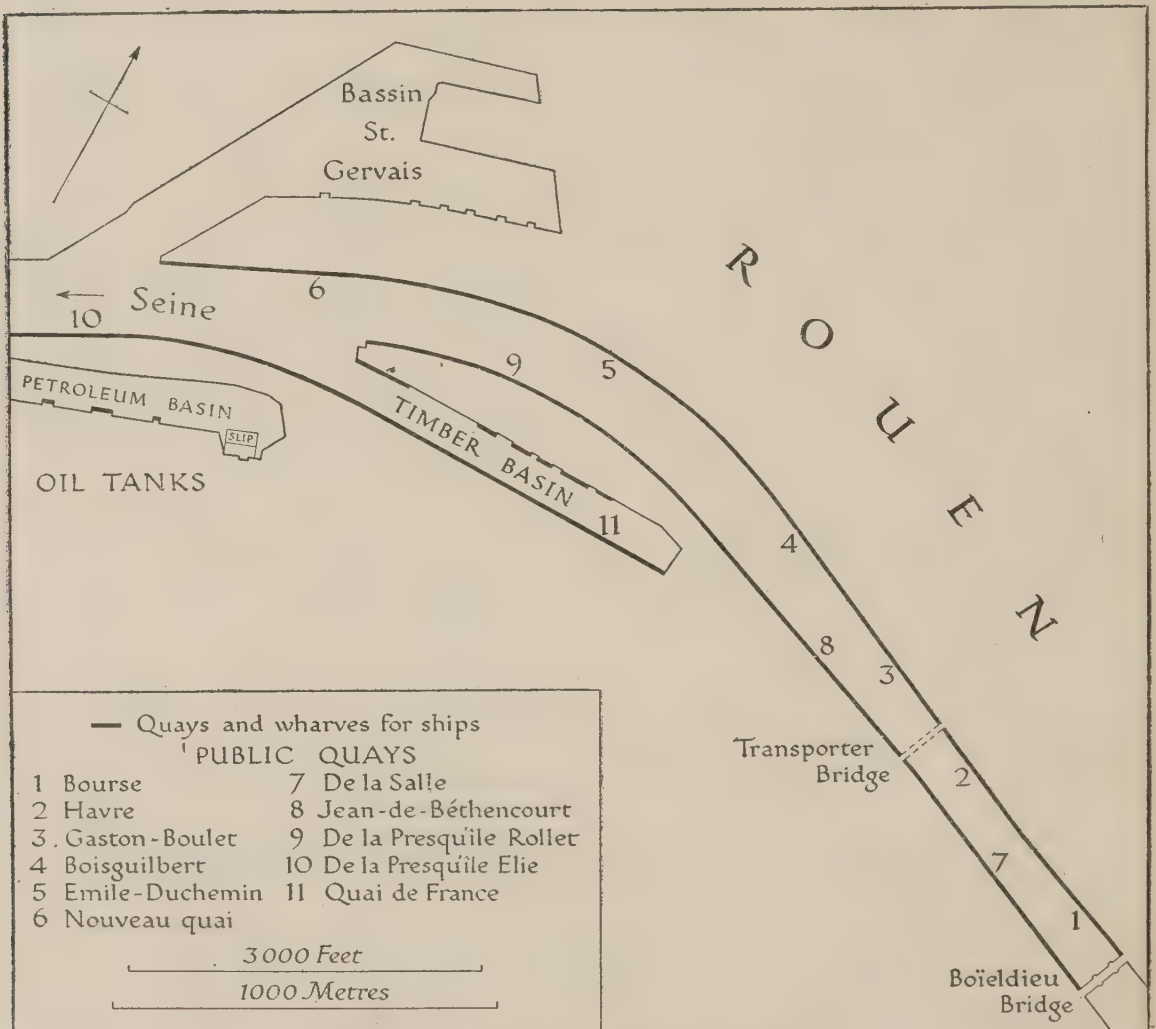 Bassin
St.
Gervais
ROUEN
6
Seine
10
9
5
PETROLEUM BASIN
SLIP
TIMBER BASIN
OIL TANKS
11
4
8
3
Transporter
Bridge
2
7
1
Boïeldieu
Bridge
Quays and wharves for ships
PUBLIC QUAYS
1 Bourse
2 Havre
3. Gaston-Boulet
4 Boisguilbert
5 Emile-Duchemin
6 Nouveau quai
7 De la Salle
8 Jean-de-Béthencourt
9 De la Presqu'ile Rollet
10 De la Presqu'ile Elie
11 Quai de France
3000 Feet
1000 Metres